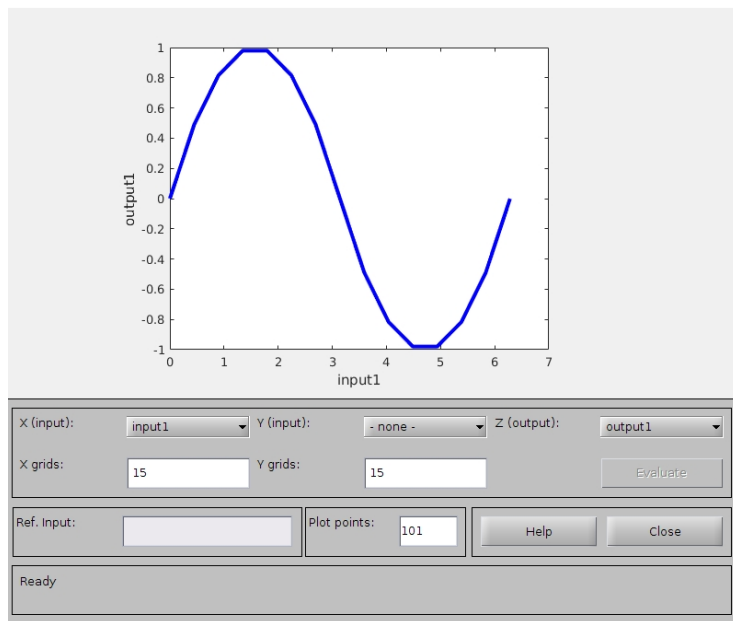 1
0.8
0.6
0.4
0.2
0
-0.2
-0.4
-0.6
-0.8
-1
output1
0 1 2 3 4 5 6 7
input1
X (input): input1 Y (input): - none - Z (output): output1
X grids: 15 Y grids: 15 Evaluate
Ref. Input: Plot points: 101 Help Close
Ready